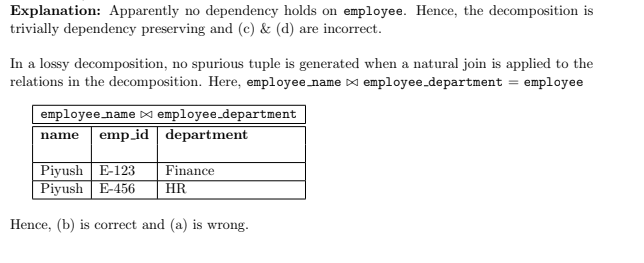 Explanation: Apparently no dependency holds on employee. Hence, the decomposition is
trivially dependency preserving and (c) & (d) are incorrect.
In a lossy decomposition, no spurious tuple is generated when a natural join is applied to the
relations in the decomposition. Here, employee_name ⋈ employee_department = employee
employee_name ⋈ employee_department
name emp_id department
Piyush E-123 Finance
Piyush E-456 HR
Hence, (b) is correct and (a) is wrong.